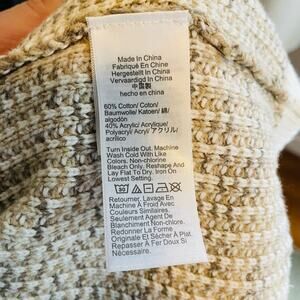 Made In China
Fabriqué En Chine
Hergestellt In China
Vervaardigd In China
中国製
hecho en china
60% Cotton/ Coton/
Baumwolle/ Katoen/ 綿/
algodón
40% Acrylic/ Acrylique/
Polyacryl/ Acryl/ アクリル/
acrílico
Turn Inside Out. Machine
Wash Cold With Like
Colors. Non-chlorine
Bleach Only. Reshape And
Lay Flat To Dry. Iron On
Lowest Setting.
30
Retourner. Lavage En
Machine À Froid Avec
Couleurs Similaires.
Seulement Agent De
Blanchiment Non-Chlore.
Redonner La Forme
Originale Et Sécher À Plat.
Repasser À Fer Doux Si
Nécessaire.